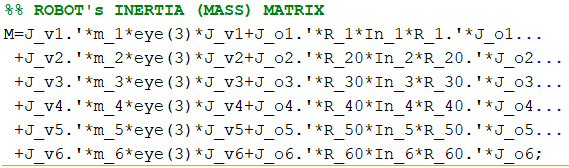 %% ROBOT's INERTIA (MASS) MATRIX
M=J_v1.'*m_1*eye(3)*J_v1+J_o1.'*R_1*In_1*R_1.'*J_o1...
+J_v2.'*m_2*eye(3)*J_v2+J_o2.'*R_20*In_2*R_20.'*J_o2...
+J_v3.'*m_3*eye(3)*J_v3+J_o3.'*R_30*In_3*R_30.'*J_o3...
+J_v4.'*m_4*eye(3)*J_v4+J_o4.'*R_40*In_4*R_40.'*J_o4...
+J_v5.'*m_5*eye(3)*J_v5+J_o5.'*R_50*In_5*R_50.'*J_o5...
+J_v6.'*m_6*eye(3)*J_v6+J_o6.'*R_60*In_6*R_60.'*J_o6;